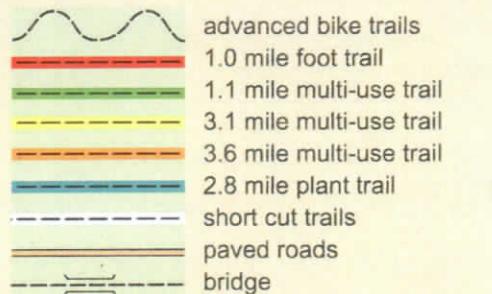 advanced bike trails
1.0 mile foot trail
1.1 mile multi-use trail
3.1 mile multi-use trail
3.6 mile multi-use trail
2.8 mile plant trail
short cut trails
paved roads
bridge